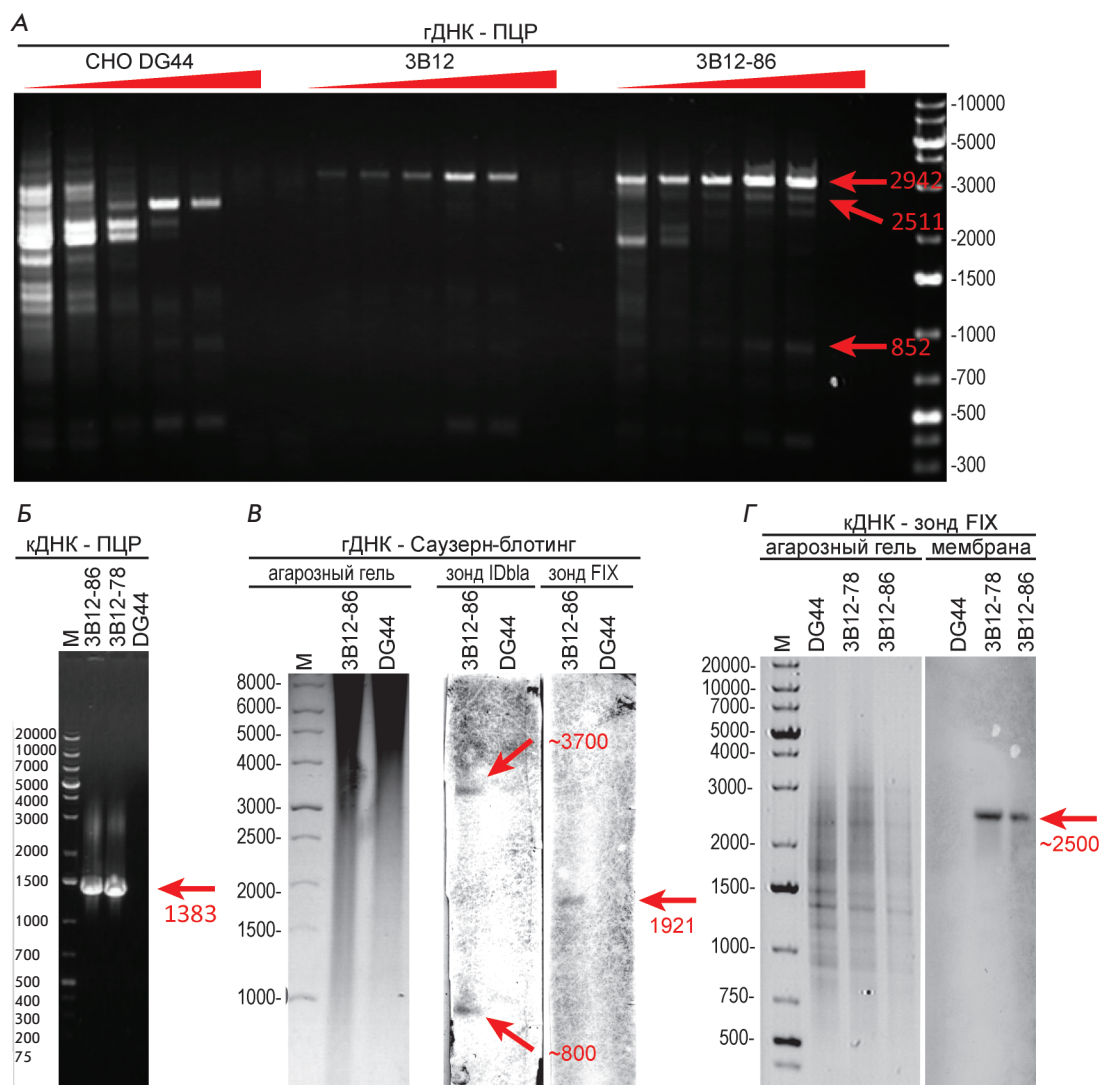 А
гДНК - ПЦР
CHO DG44
3B12
3B12-86
-10000
-5000
-3000
-2000
-1500
-1000
-700
-500
-300
2942
2511
852
Б
кДНК - ПЦР
М
3B12-86
3B12-78
DG44
20000
10000
7000
5000
4000
3000
2000
1500
1000
700
500
400
300
200
75
1383
В
гДНК - Саузерн-блотинг
агарозный гель
зонд IDbla
зонд FIX
М
3B12-86
DG44
3B12-86
DG44
3B12-86
DG44
8000-
6000-
5000-
4000-
3000-
2500-
2000-
1500-
1000-
~3700
~800
1921
Г
кДНК - зонд FIX
агарозный гель
мембрана
М
DG44
3B12-78
3B12-86
DG44
3B12-78
3B12-86
20000-
10000-
7000-
5000-
4000-
3000-
2000-
1500-
1000-
750-
500-
~2500